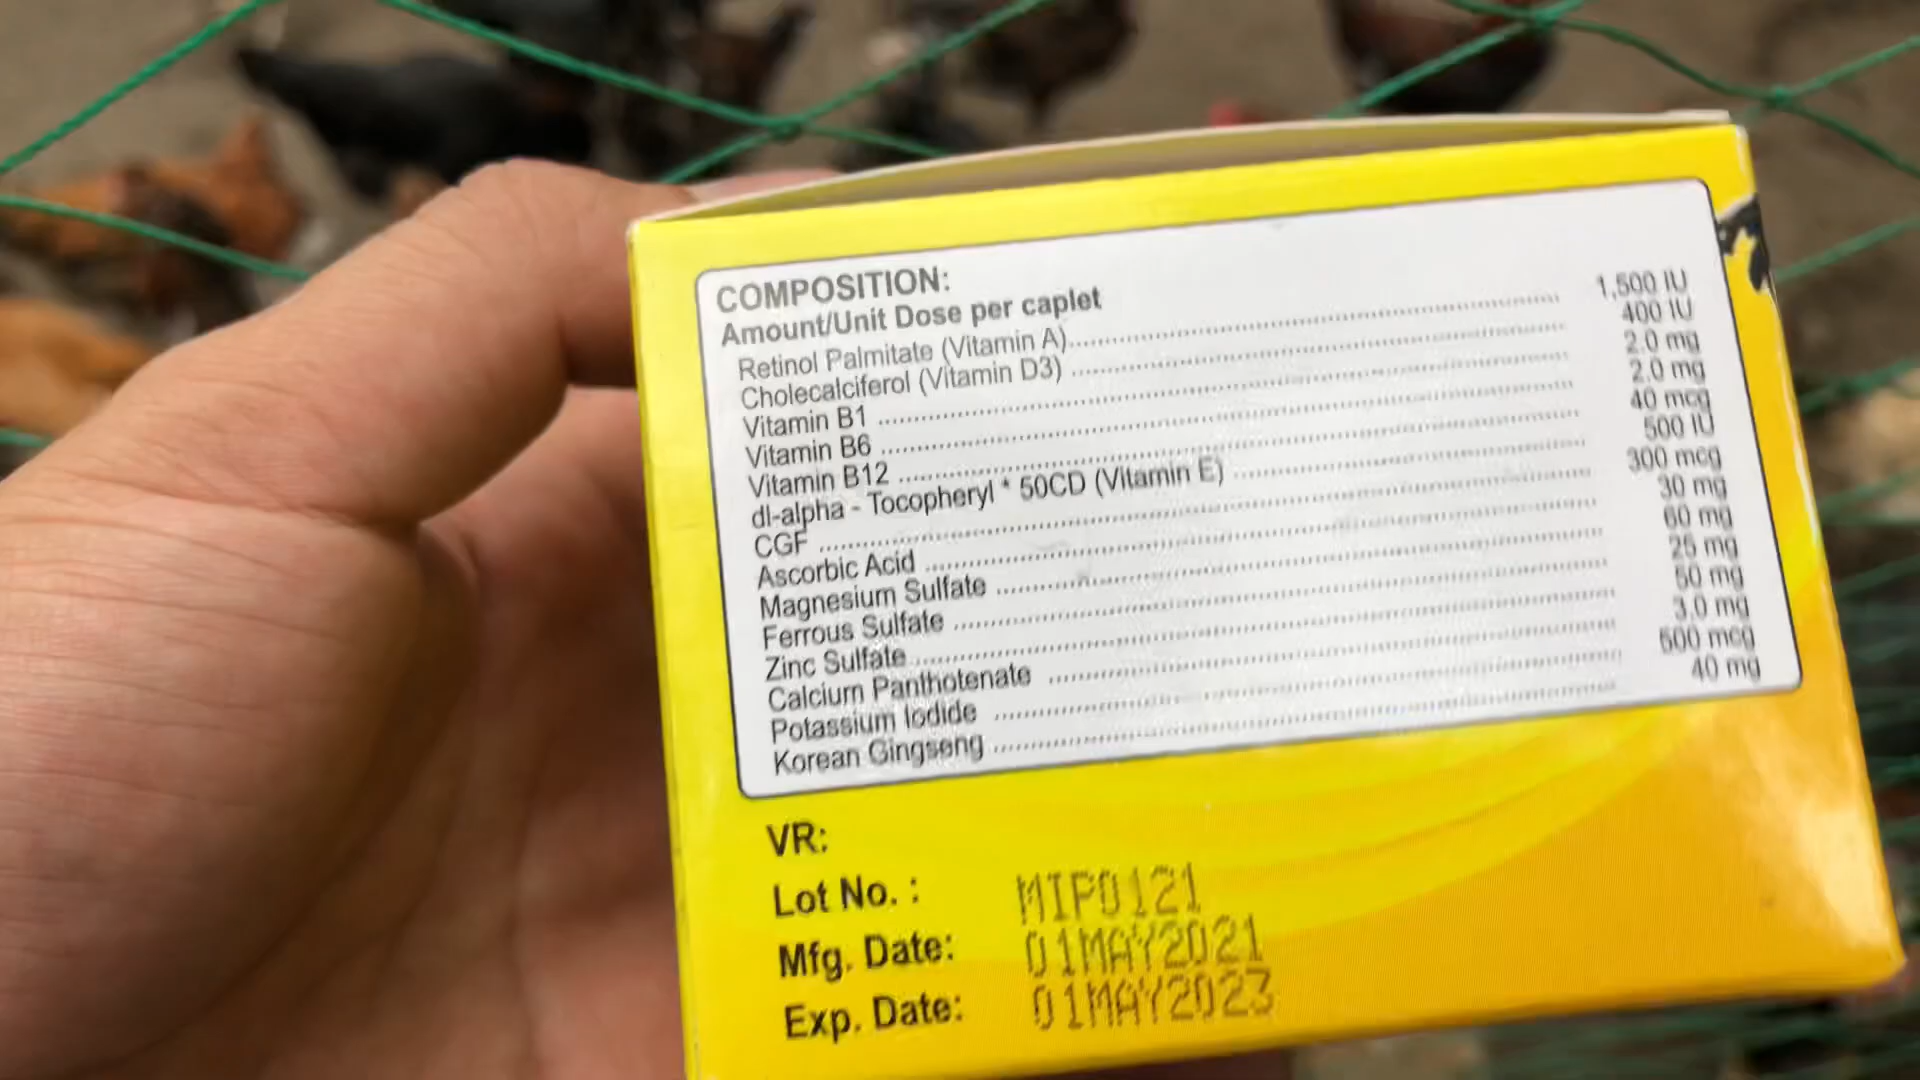 COMPOSITION:
Amount/Unit Dose per caplet
Retinol Palmitate (Vitamin A) 1,500 IU
Cholecalciferol (Vitamin D3) 400 IU
Vitamin B1 2.0 mg
Vitamin B6 2.0 mg
Vitamin B12 40 mcg
dl-alpha - Tocopheryl * 50CD (Vitamin E) 500 IU
CGF 300 mcg
Ascorbic Acid 30 mg
Magnesium Sulfate 60 mg
Ferrous Sulfate 25 mg
Zinc Sulfate 50 mg
Calcium Panthotenate 3.0 mg
Potassium Iodide 500 mcg
Korean Gingseng 40 mg
VR:
Lot No. : MIP0121
Mfg. Date: 01MAY2021
Exp. Date: 01MAY2023